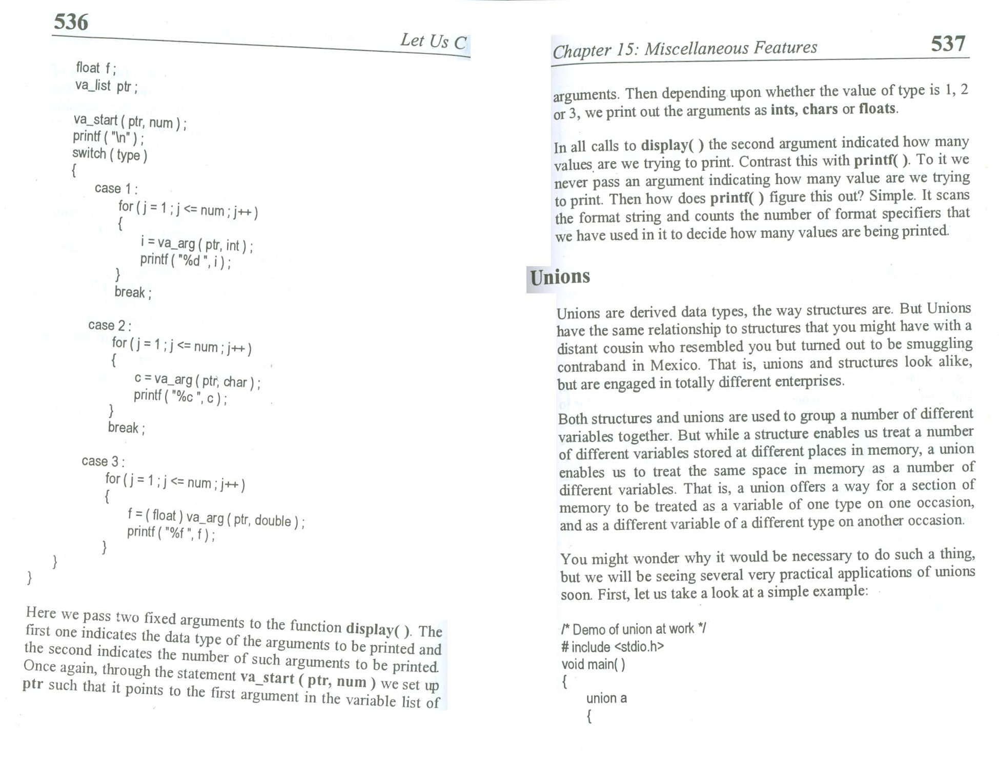 536
Let Us C
float f ;
va_list ptr ;
va_start ( ptr, num ) ;
printf ( "\n" ) ;
switch ( type )
{
case 1 :
for ( j = 1 ; j <= num ; j++ )
{
i = va_arg ( ptr, int ) ;
printf ( "%d ", i ) ;
}
break ;
case 2 :
for ( j = 1 ; j <= num ; j++ )
{
c = va_arg ( ptr, char ) ;
printf ( "%c ", c ) ;
}
break ;
case 3 :
for ( j = 1 ; j <= num ; j++ )
{
f = ( float ) va_arg ( ptr, double ) ;
printf ( "%f ", f ) ;
}
}
}
Here we pass two fixed arguments to the function display( ). The
first one indicates the data type of the arguments to be printed and
the second indicates the number of such arguments to be printed.
Once again, through the statement va_start ( ptr, num ) we set up
ptr such that it points to the first argument in the variable list of
Chapter 15: Miscellaneous Features
537
arguments. Then depending upon whether the value of type is 1, 2
or 3, we print out the arguments as ints, chars or floats.
In all calls to display( ) the second argument indicated how many
values are we trying to print. Contrast this with printf( ). To it we
never pass an argument indicating how many value are we trying
to print. Then how does printf( ) figure this out? Simple. It scans
the format string and counts the number of format specifiers that
we have used in it to decide how many values are being printed.
Unions
Unions are derived data types, the way structures are. But Unions
have the same relationship to structures that you might have with a
distant cousin who resembled you but turned out to be smuggling
contraband in Mexico. That is, unions and structures look alike,
but are engaged in totally different enterprises.
Both structures and unions are used to group a number of different
variables together. But while a structure enables us treat a number
of different variables stored at different places in memory, a union
enables us to treat the same space in memory as a number of
different variables. That is, a union offers a way for a section of
memory to be treated as a variable of one type on one occasion,
and as a different variable of a different type on another occasion.
You might wonder why it would be necessary to do such a thing,
but we will be seeing several very practical applications of unions
soon. First, let us take a look at a simple example:
/* Demo of union at work */
# include <stdio.h>
void main( )
{
union a
{